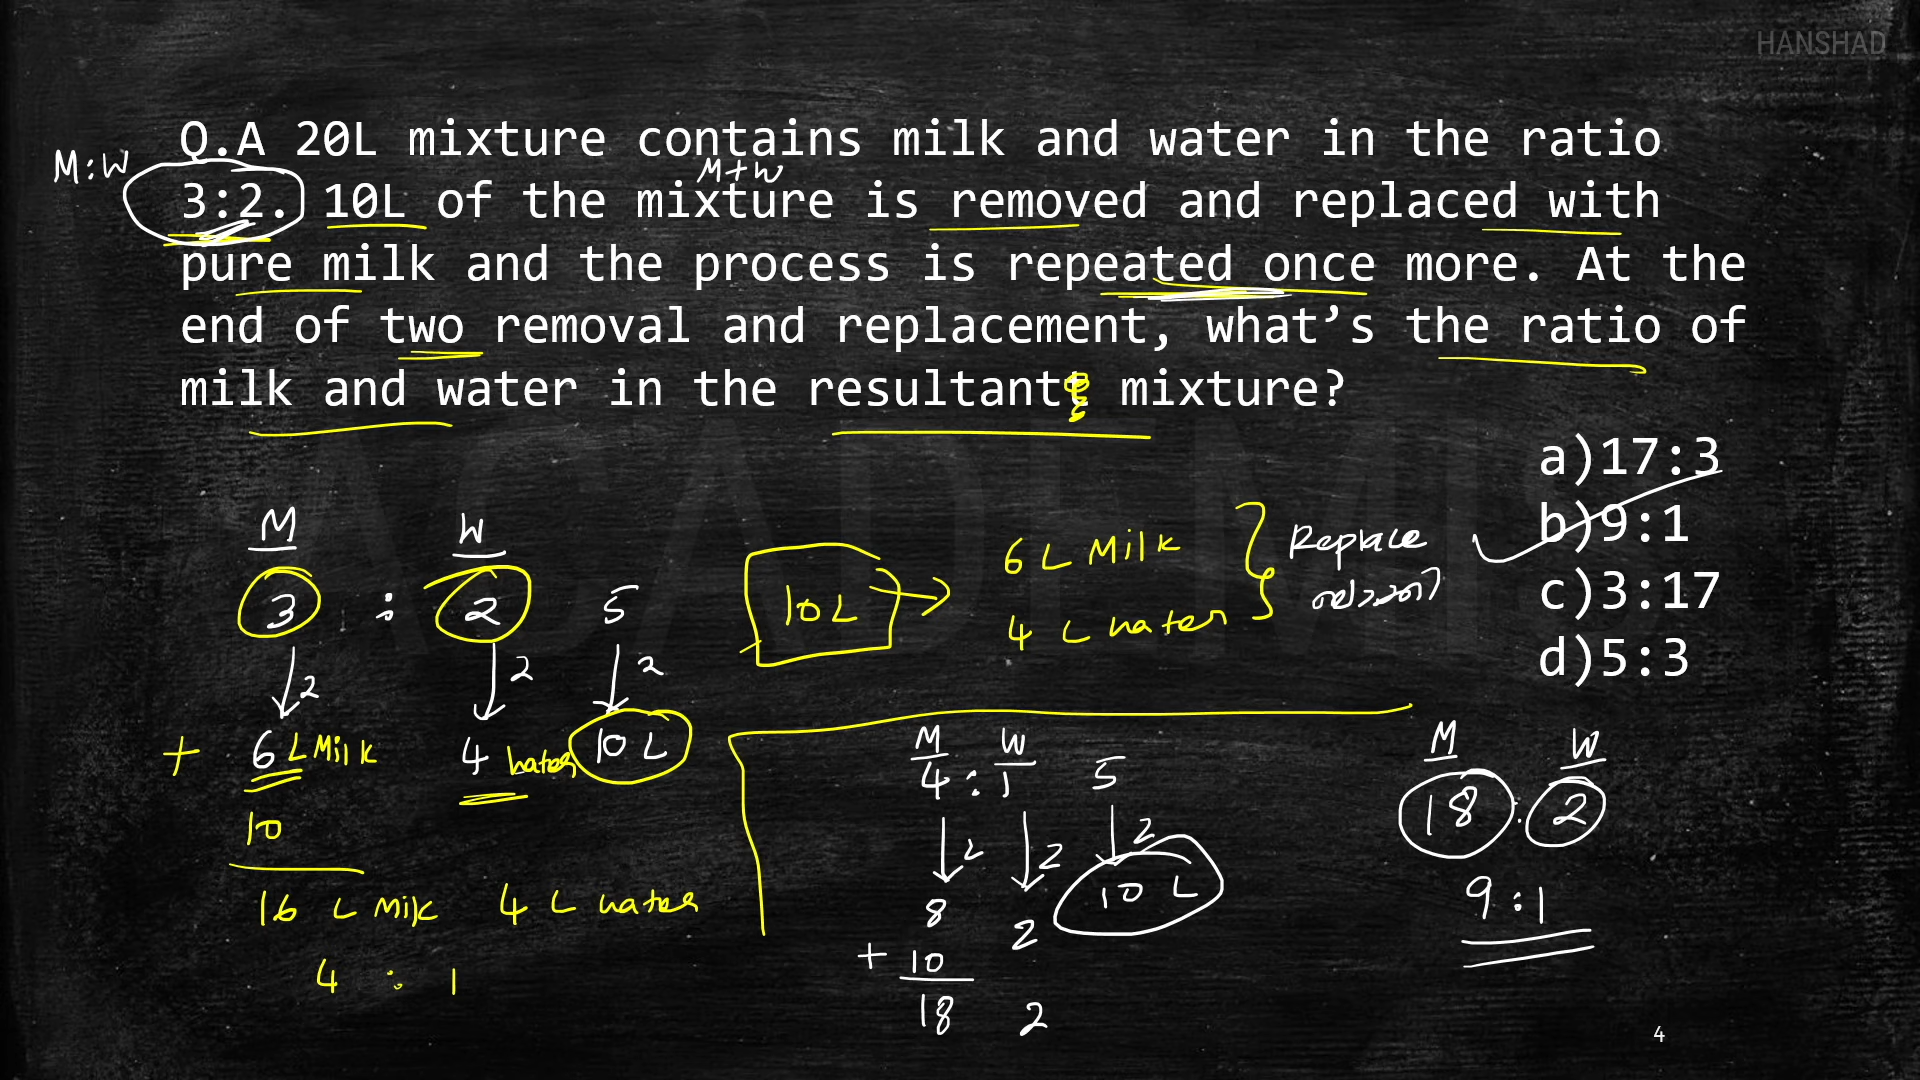 HANSHAD
Q.A 20L mixture contains milk and water in the ratio
M:W
M+W
3:2. 10L of the mixture is removed and replaced with
pure milk and the process is repeated once more. At the
end of two removal and replacement, what's the ratio of
milk and water in the resultant mixture?
a)17:3
b)9:1
c)3:17
d)5:3
M W
3 : 2 5
2 2 2
+ 6 L Milk 4 water 10 L
10
16 L Milk 4 L water
4 : 1
10 L
6 L Milk
4 L water
Replace
M W
4 : 1 5
2 2 2
8 2 10 L
+ 10
18 2
M W
18 : 2
9 : 1
4
ACADEMI